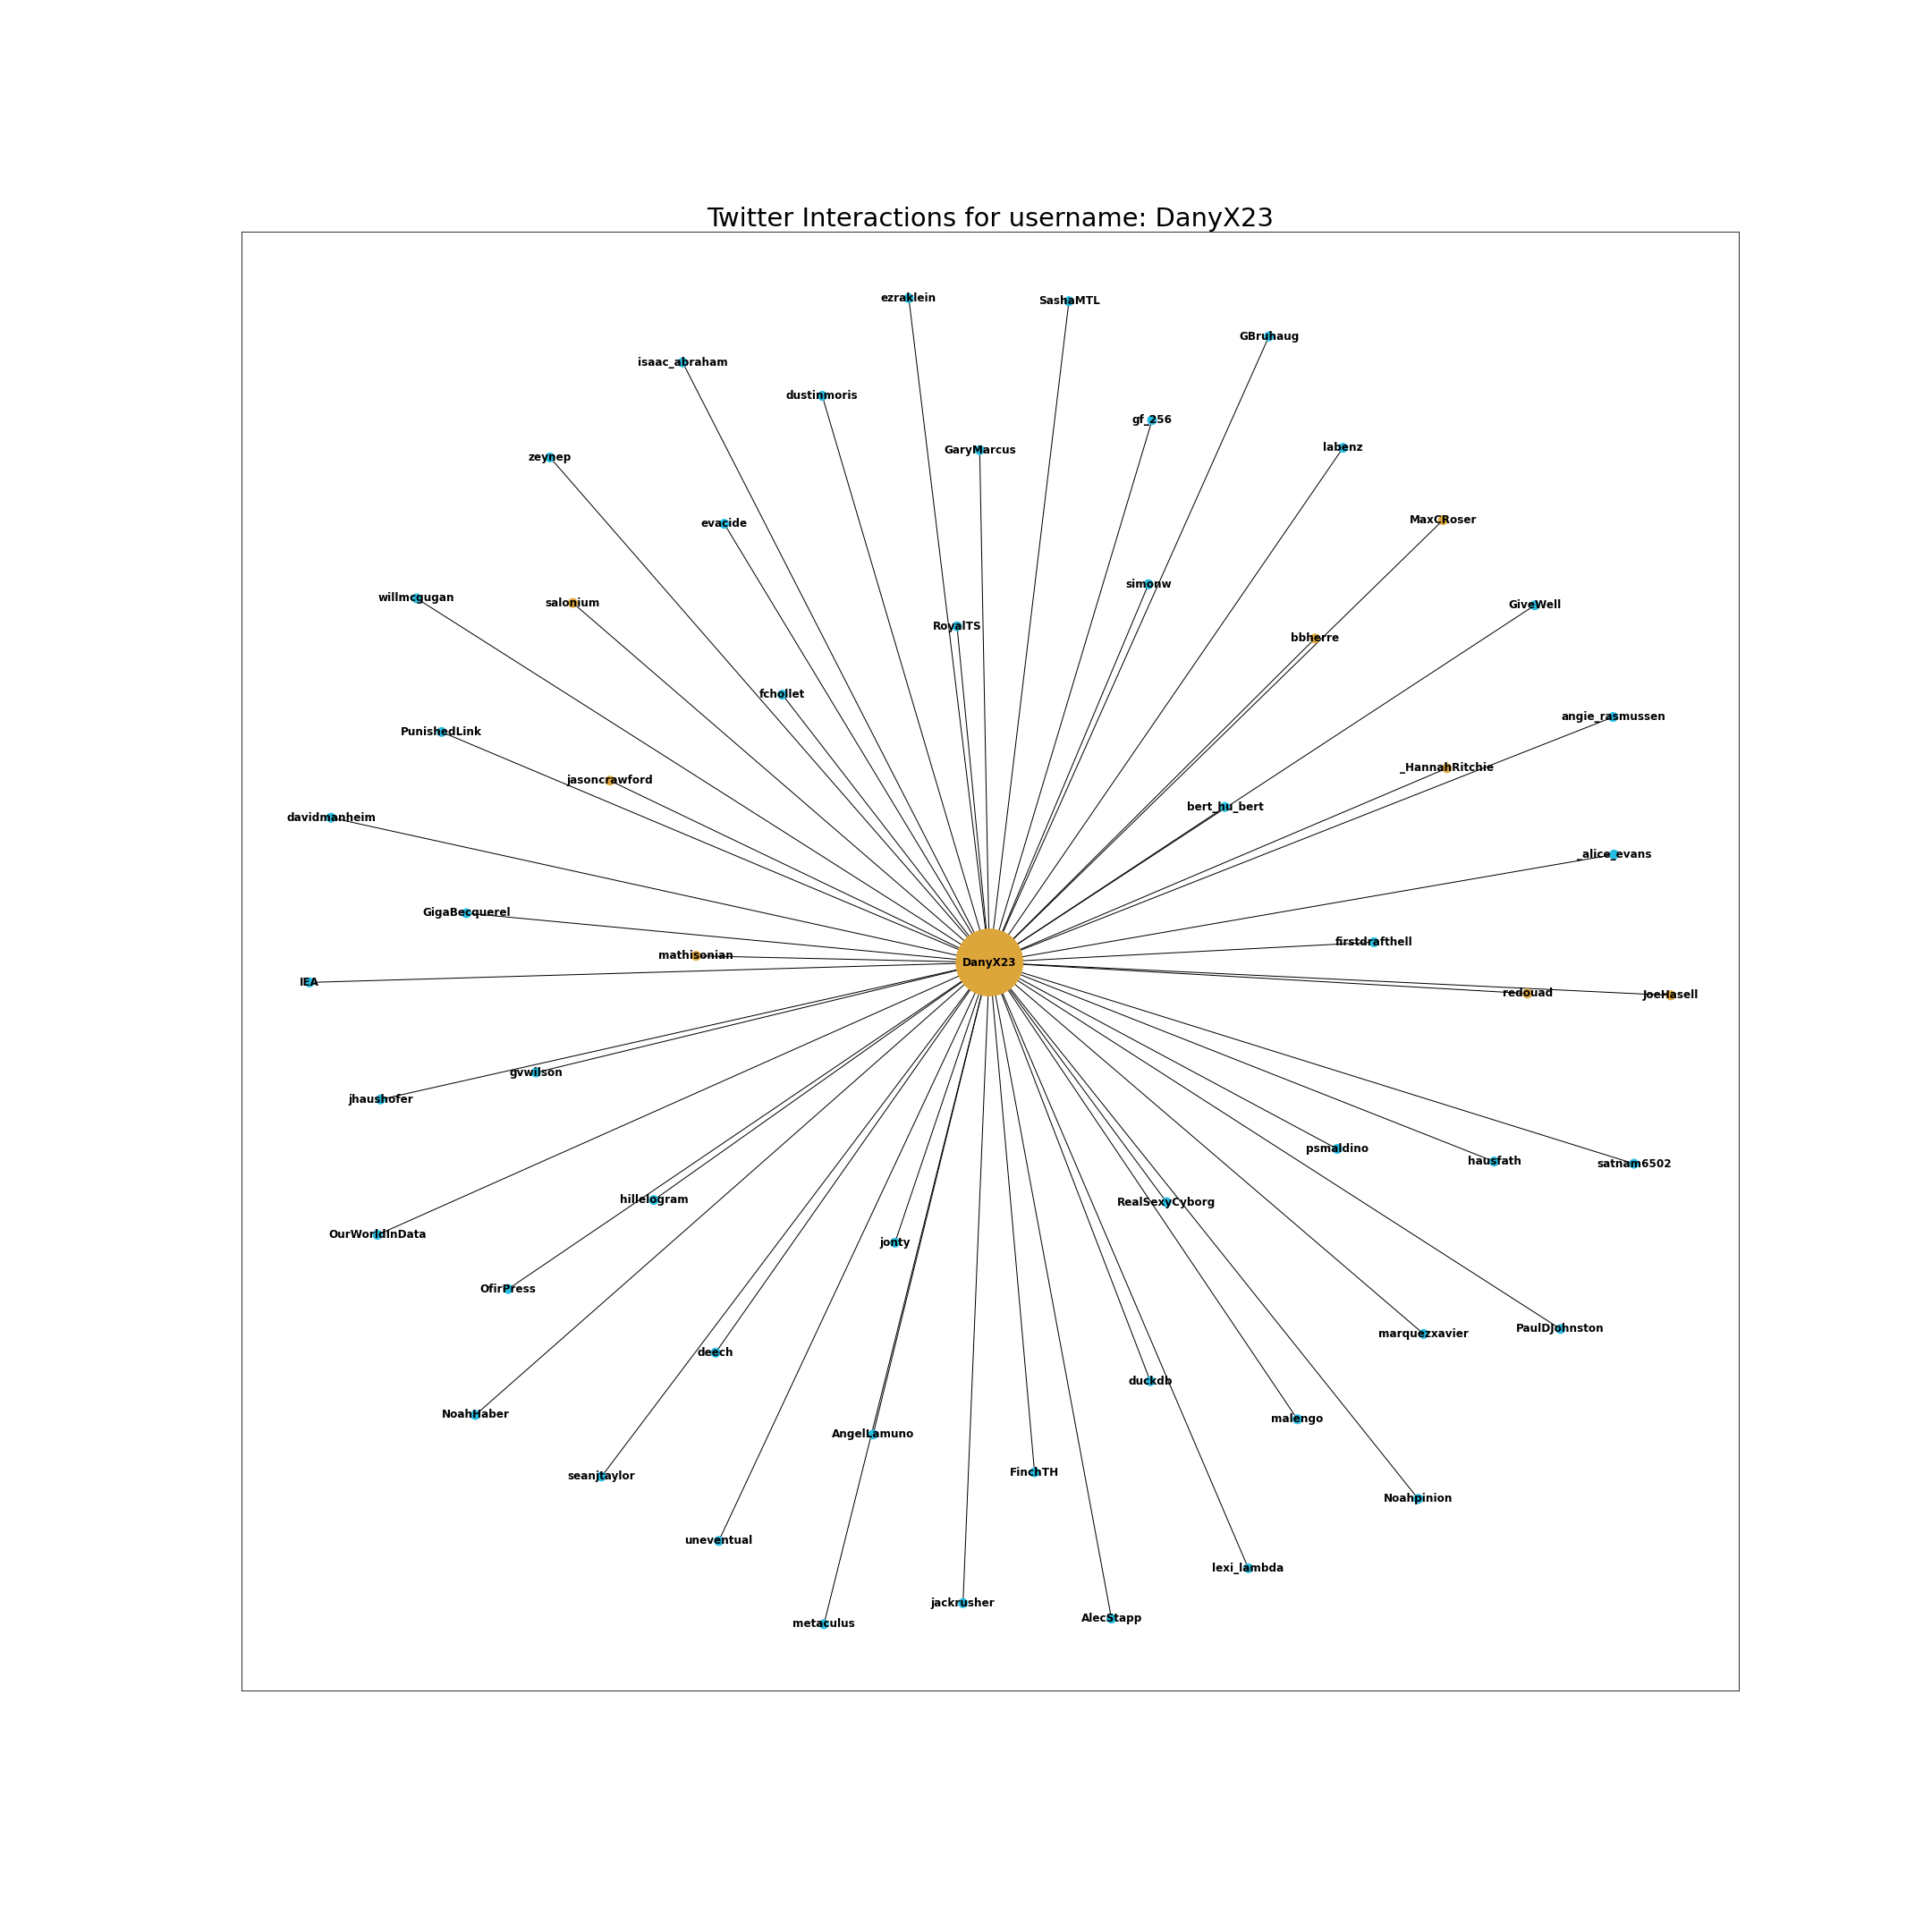 Twitter Interactions for username: DanyX23
ezraklein
SashaMTL
GBruhaug
isaac_abraham
dustinmoris
gf_256
GaryMarcus
labenz
zeynep
MaxCRoser
evacide
simonw
willmcgugan
salonium
GiveWell
RoyalTS
bbherre
fchollet
angie_rasmussen
PunishedLink
_HannahRitchie
jasoncrawford
bert_hu_bert
davidmanheim
_alice_evans
GigaBecquerel
firstdrafthell
mathisonian
DanyX23
IEA
redouad
JoeHasell
gvwilson
jhaushofer
psmaldino
hausfath
satnam6502
hillelogram
RealSexyCyborg
OurWorldInData
jonty
OfirPress
PaulDJohnston
marquezxavier
deech
duckdb
NoahHaber
malengo
AngelLamuno
FinchTH
seanjtaylor
Noahpinion
uneventual
lexi_lambda
jackrusher
AlecStapp
metaculus